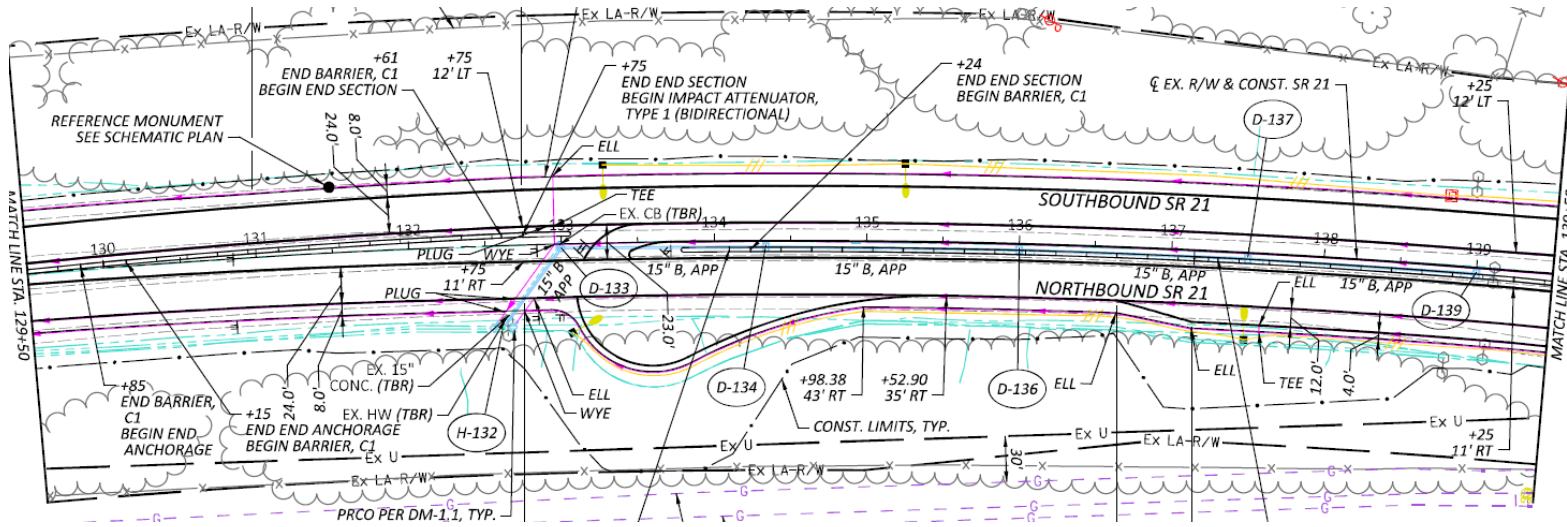 Ex LA-R/W
Ex LA-R/W
Ex LA-R/W
Ex LA-R/W
+61
END BARRIER, C1
BEGIN END SECTION
+75
12' LT
+75
END END SECTION
BEGIN IMPACT ATTENUATOR,
TYPE 1 (BIDIRECTIONAL)
+24
END END SECTION
BEGIN BARRIER, C1
℄ EX. R/W & CONST. SR 21
+25
12' LT
D-137
REFERENCE MONUMENT
SEE SCHEMATIC PLAN
24.0'
8.0'
ELL
TEE
EX. CB (TBR)
SOUTHBOUND SR 21
MATCH LINE STA. 129+50
130
131
132
133
134
135
136
137
138
139
PLUG
WYE
+75
11' RT
15" B,
APP
15" B, APP
15" B, APP
15" B, APP
15" B, APP
D-133
NORTHBOUND SR 21
PLUG
ELL
D-139
MATCH LINE STA.
23.0'
EX. 15"
CONC. (TBR)
EX. HW (TBR)
ELL
WYE
D-134
+98.38
43' RT
+52.90
35' RT
D-136
ELL
ELL
TEE
12.0'
4.0'
+85
END BARRIER,
C1
BEGIN END
ANCHORAGE
+15
END END ANCHORAGE
BEGIN BARRIER, C1
24.0'
8.0'
H-132
CONST. LIMITS, TYP.
+25
11' RT
Ex U
Ex U
Ex U
Ex U
30'
Ex LA-R/W
Ex LA-R/W
Ex LA-R/W
PRCO PER DM-1.1, TYP.
G
G
G
G
G
G
G
G